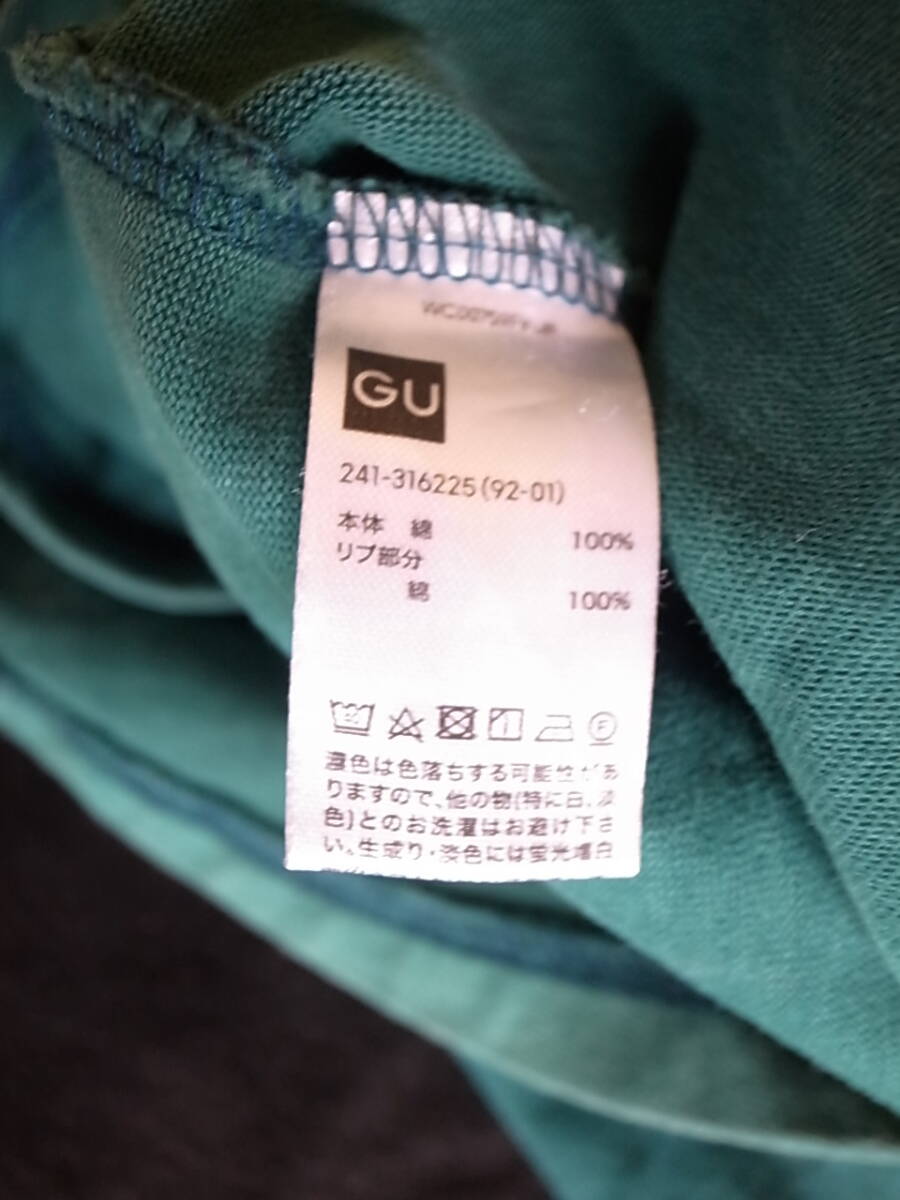 GU
241-316225(92-01)
本体 綿 100%
リブ部分
綿 100%
濃色は色落ちする可能性があ
りますので、他の物(特に白、淡
色)とのお洗濯はお避け下さ
い。生成り・淡色には蛍光増白